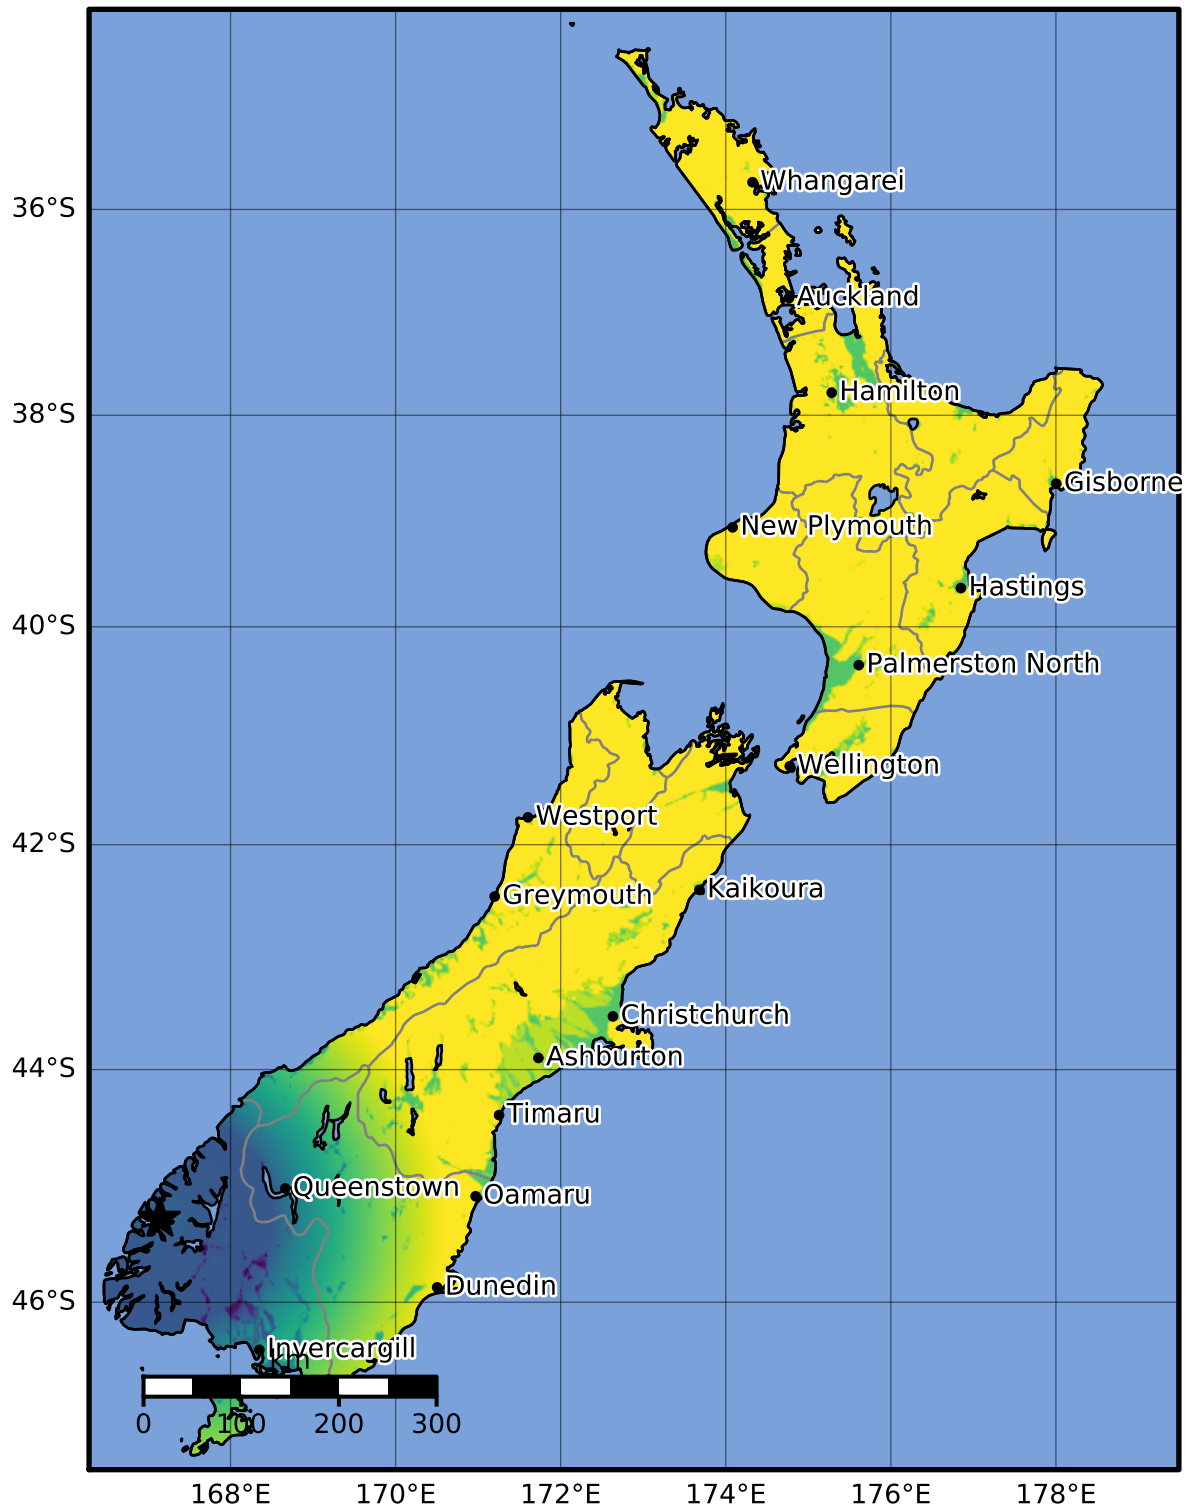 Whangarei
36°S
Auckland
Hamilton
38°S
Gisborne
New Plymouth
Hastings
40°S
Palmerston North
Wellington
Westport
42°S
Kaikoura
Greymouth
Christchurch
Ashburton
44°S
Timaru
Queenstown
Oamaru
Dunedin
46°S
Invercargill
km
0 100 200 300
168°E 170°E 172°E 174°E 176°E 178°E